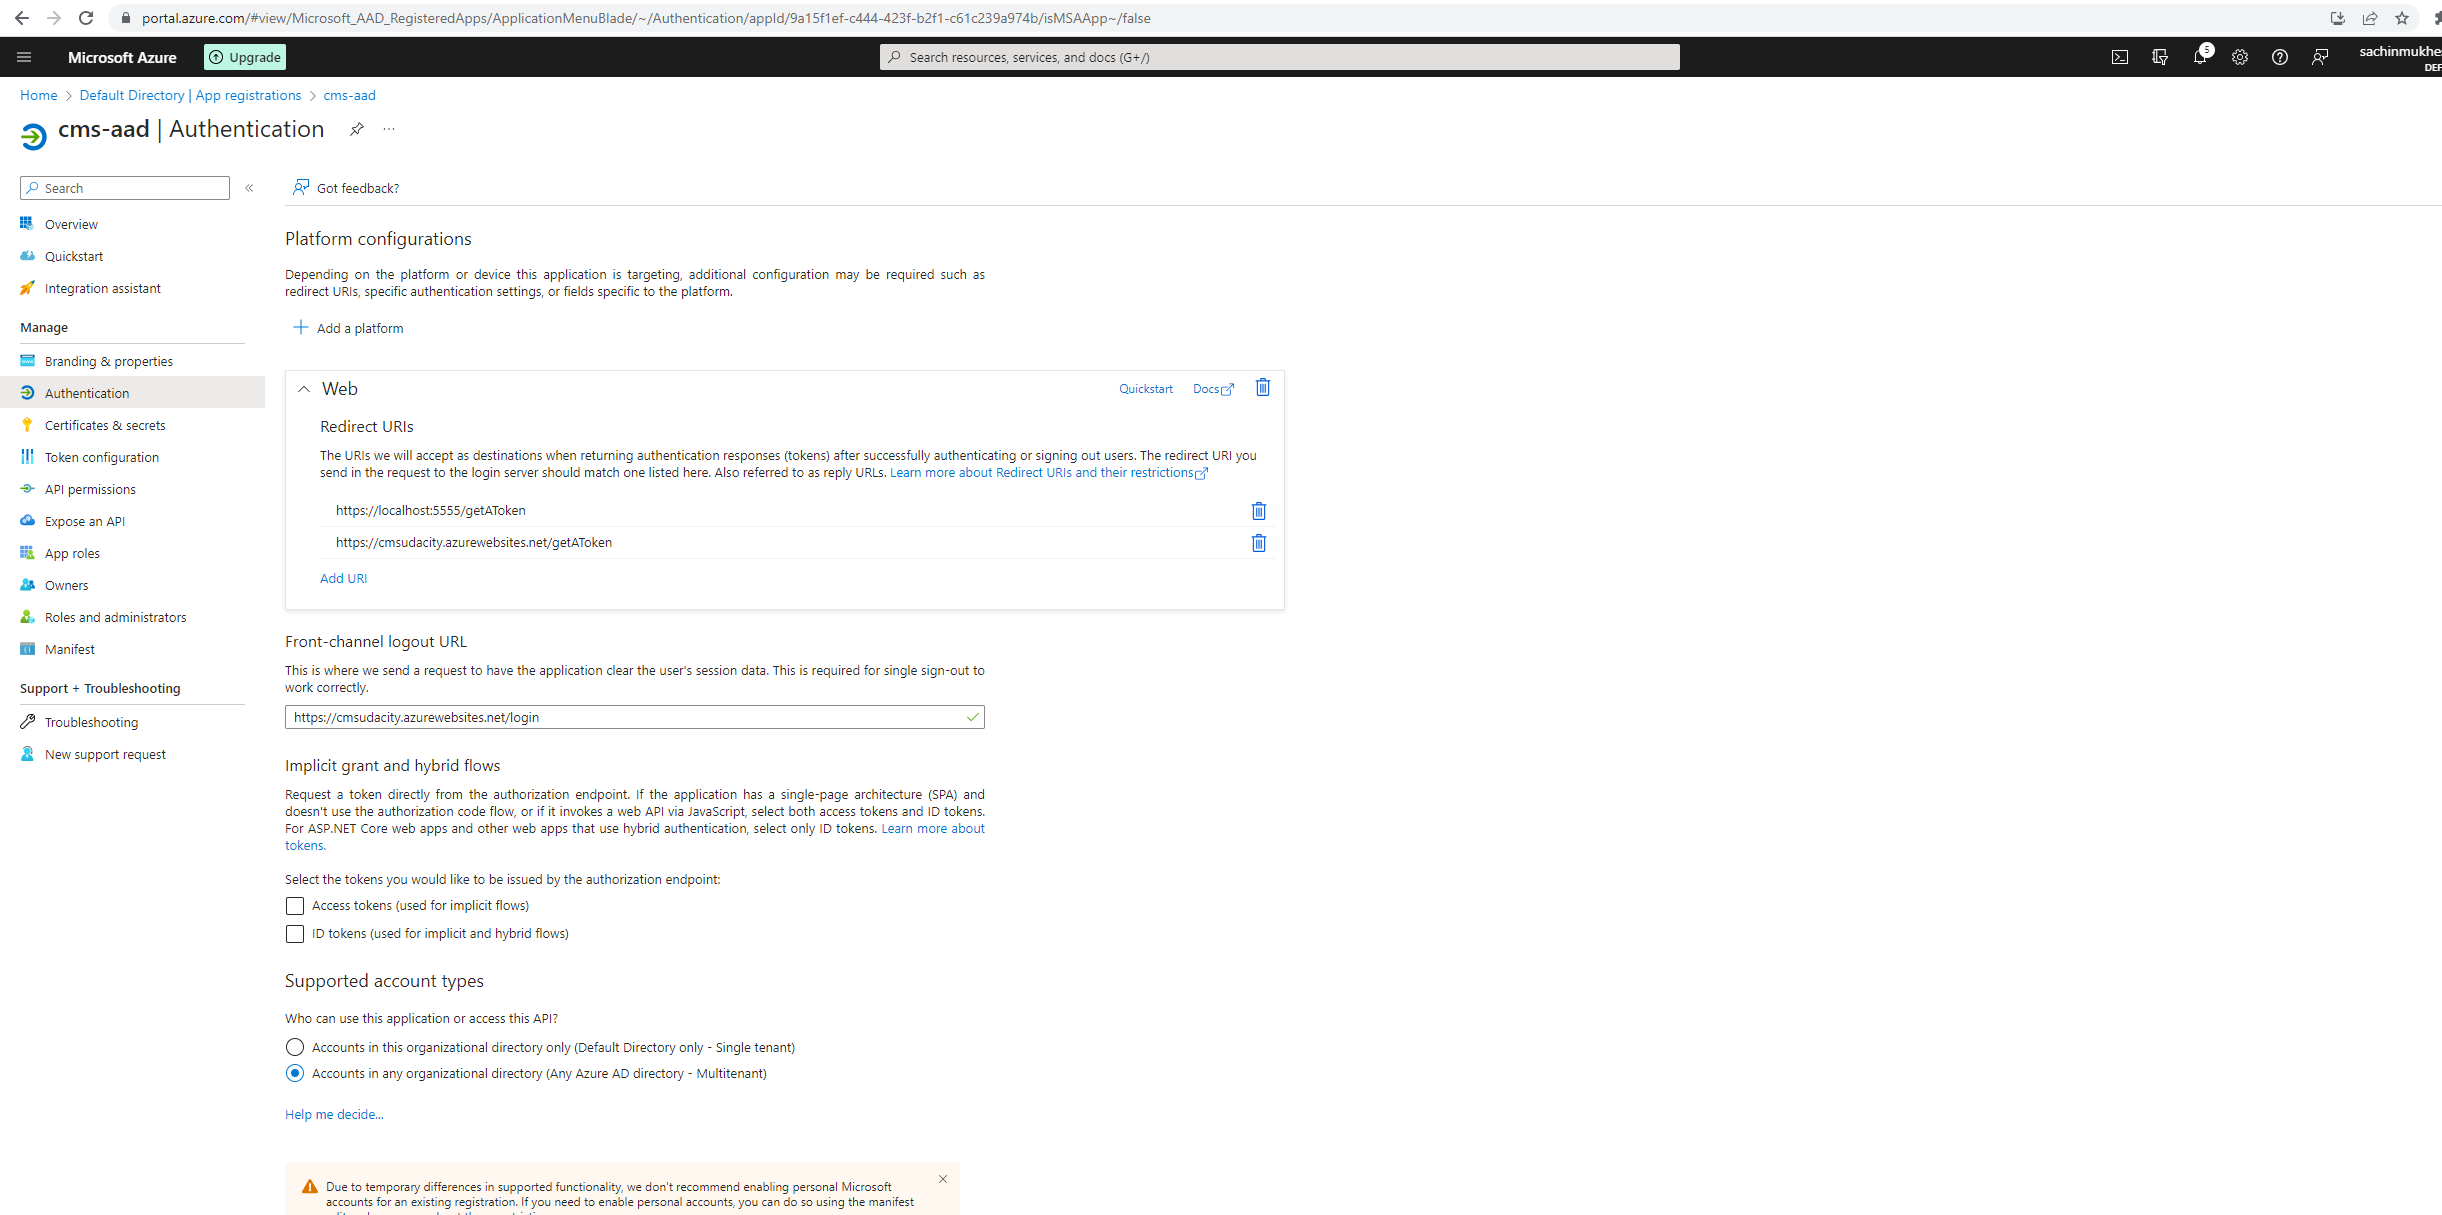 portal.azure.com/#view/Microsoft_AAD_RegisteredApps/ApplicationMenuBlade/~/Authentication/appId/9a15f1ef-c444-423f-b2f1-c61c239a974b/isMSAApp~/false
Microsoft Azure
Upgrade
Search resources, services, and docs (G+/)
5
sachinmukhe
Home > Default Directory | App registrations > cms-aad
cms-aad | Authentication
Search
Got feedback?
Overview
Quickstart
Integration assistant
Manage
Branding & properties
Authentication
Certificates & secrets
Token configuration
API permissions
Expose an API
App roles
Owners
Roles and administrators
Manifest
Support + Troubleshooting
Troubleshooting
New support request
Platform configurations
Depending on the platform or device this application is targeting, additional configuration may be required such as
redirect URIs, specific authentication settings, or fields specific to the platform.
Add a platform
Web
Quickstart
Docs
Redirect URIs
The URIs we will accept as destinations when returning authentication responses (tokens) after successfully authenticating or signing out users. The redirect URI you
send in the request to the login server should match one listed here. Also referred to as reply URLs. Learn more about Redirect URIs and their restrictions
https://localhost:5555/getAToken
https://cmsudacity.azurewebsites.net/getAToken
Add URI
Front-channel logout URL
This is where we send a request to have the application clear the user's session data. This is required for single sign-out to
work correctly.
https://cmsudacity.azurewebsites.net/login
Implicit grant and hybrid flows
Request a token directly from the authorization endpoint. If the application has a single-page architecture (SPA) and
doesn't use the authorization code flow, or if it invokes a web API via JavaScript, select both access tokens and ID tokens.
For ASP.NET Core web apps and other web apps that use hybrid authentication, select only ID tokens. Learn more about
tokens.
Select the tokens you would like to be issued by the authorization endpoint:
Access tokens (used for implicit flows)
ID tokens (used for implicit and hybrid flows)
Supported account types
Who can use this application or access this API?
Accounts in this organizational directory only (Default Directory only - Single tenant)
Accounts in any organizational directory (Any Azure AD directory - Multitenant)
Help me decide...
Due to temporary differences in supported functionality, we don't recommend enabling personal Microsoft
accounts for an existing registration. If you need to enable personal accounts, you can do so using the manifest